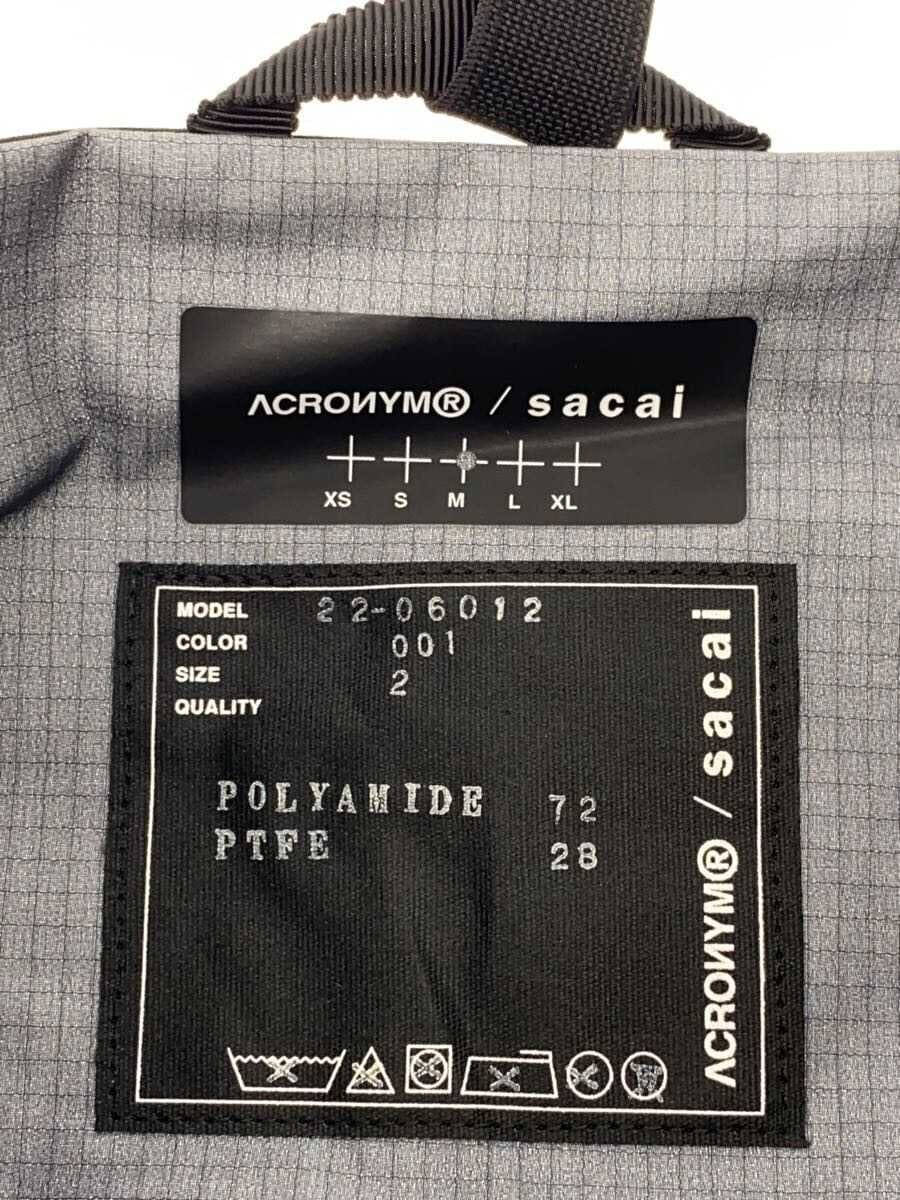 ACRONYM® / sacai
XS S M L XL
MODEL 22-06012
COLOR 001
SIZE 2
QUALITY
POLYAMIDE 72
PTFE 28
ACRONYM® / sacai